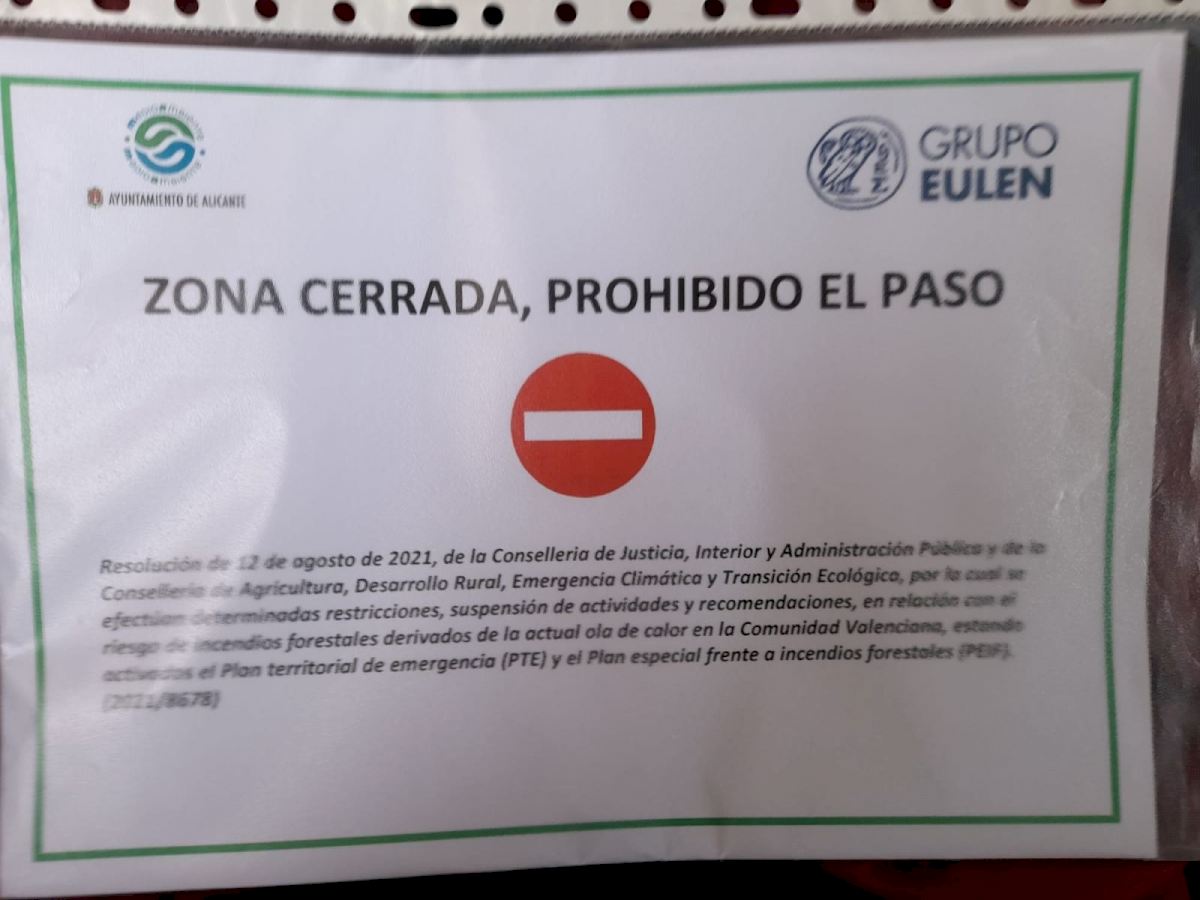 medioambiente
AYUNTAMIENTO DE ALICANTE
GRUPO
EULEN
ZONA CERRADA, PROHIBIDO EL PASO
Resolución de 12 de agosto de 2021, de la Conselleria de Justicia, Interior y Administración Pública y de la
Conselleria de Agricultura, Desarrollo Rural, Emergencia Climática y Transición Ecológica, por la cual se
efectúan determinadas restricciones, suspensión de actividades y recomendaciones, en relación con el
riesgo de incendios forestales derivados de la actual ola de calor en la Comunidad Valenciana, estando
activados el Plan territorial de emergencia (PTE) y el Plan especial frente a incendios forestales (PEIF).
(2021/8678)